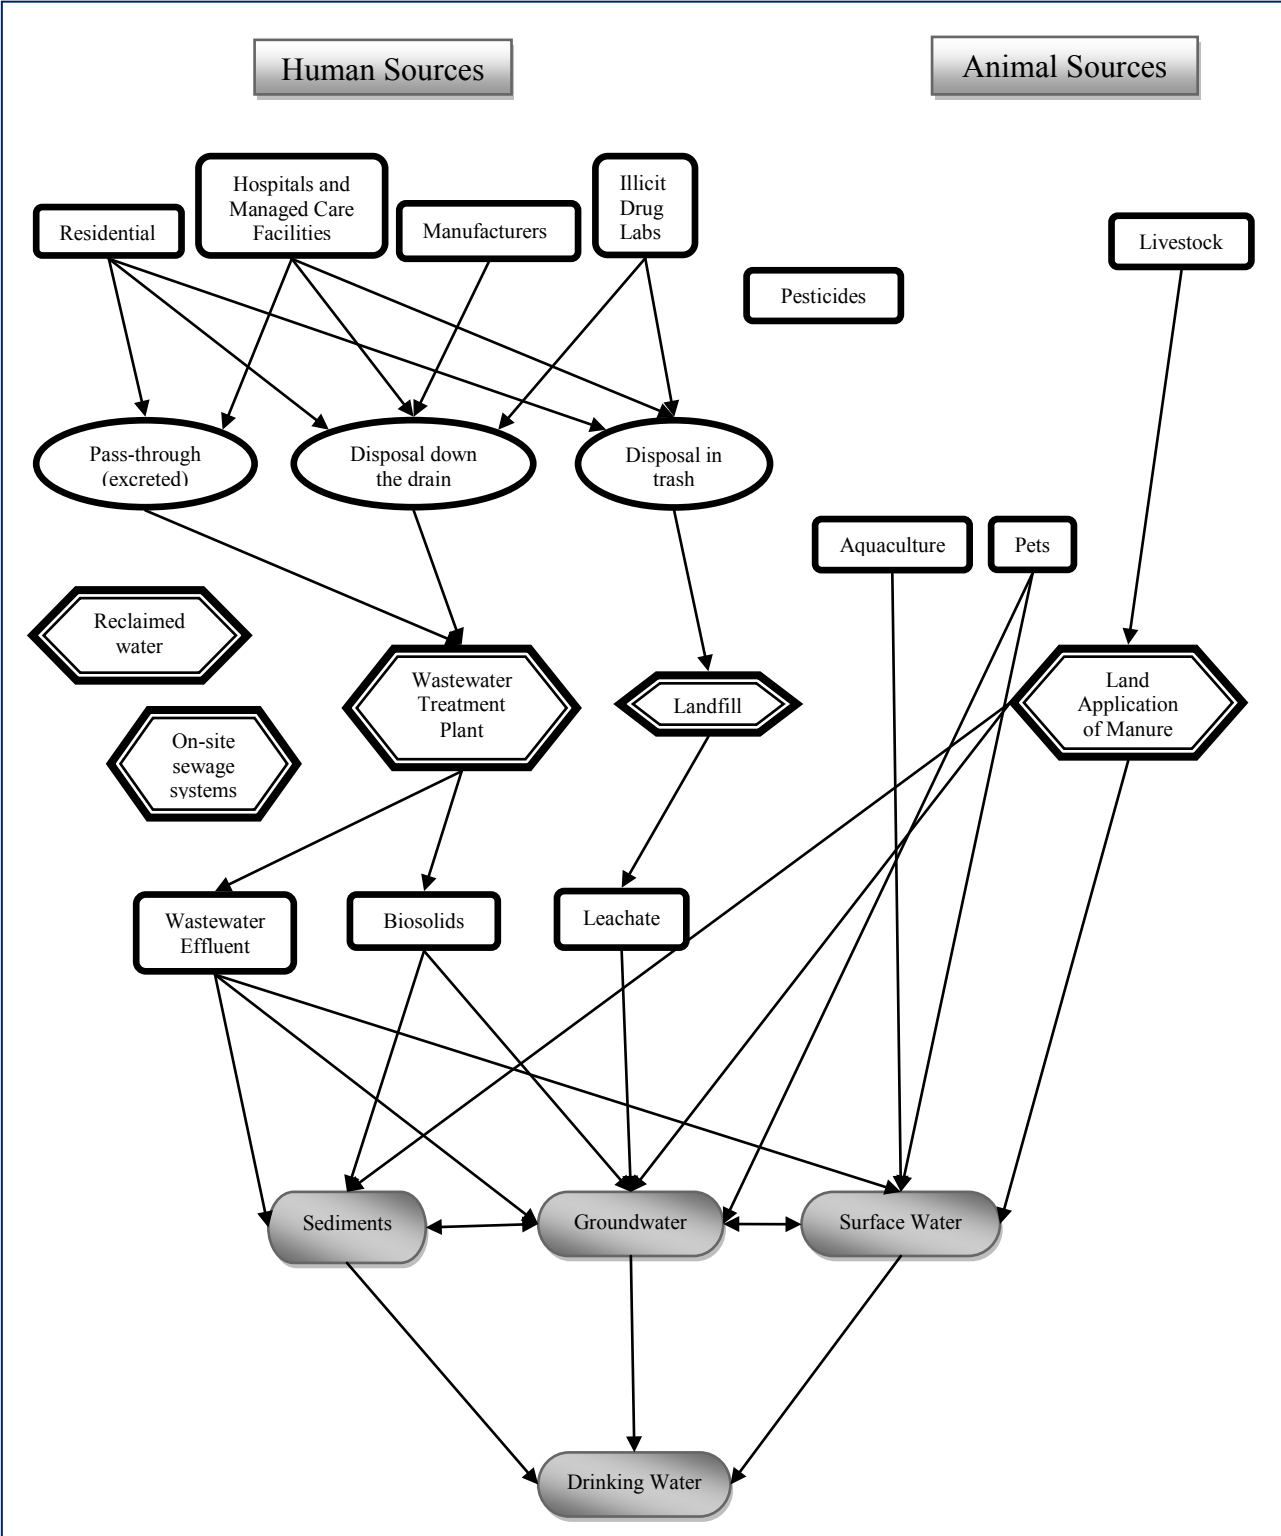 Human Sources
Animal Sources
Residential
Hospitals and
Managed Care
Facilities
Manufacturers
Illicit
Drug
Labs
Livestock
Pesticides
Pass-through
(excreted)
Disposal down
the drain
Disposal in
trash
Aquaculture
Pets
Reclaimed
water
Wastewater
Treatment
Plant
Landfill
Land
Application
of Manure
On-site
sewage
systems
Wastewater
Effluent
Biosolids
Leachate
Sediments
Groundwater
Surface Water
Drinking Water